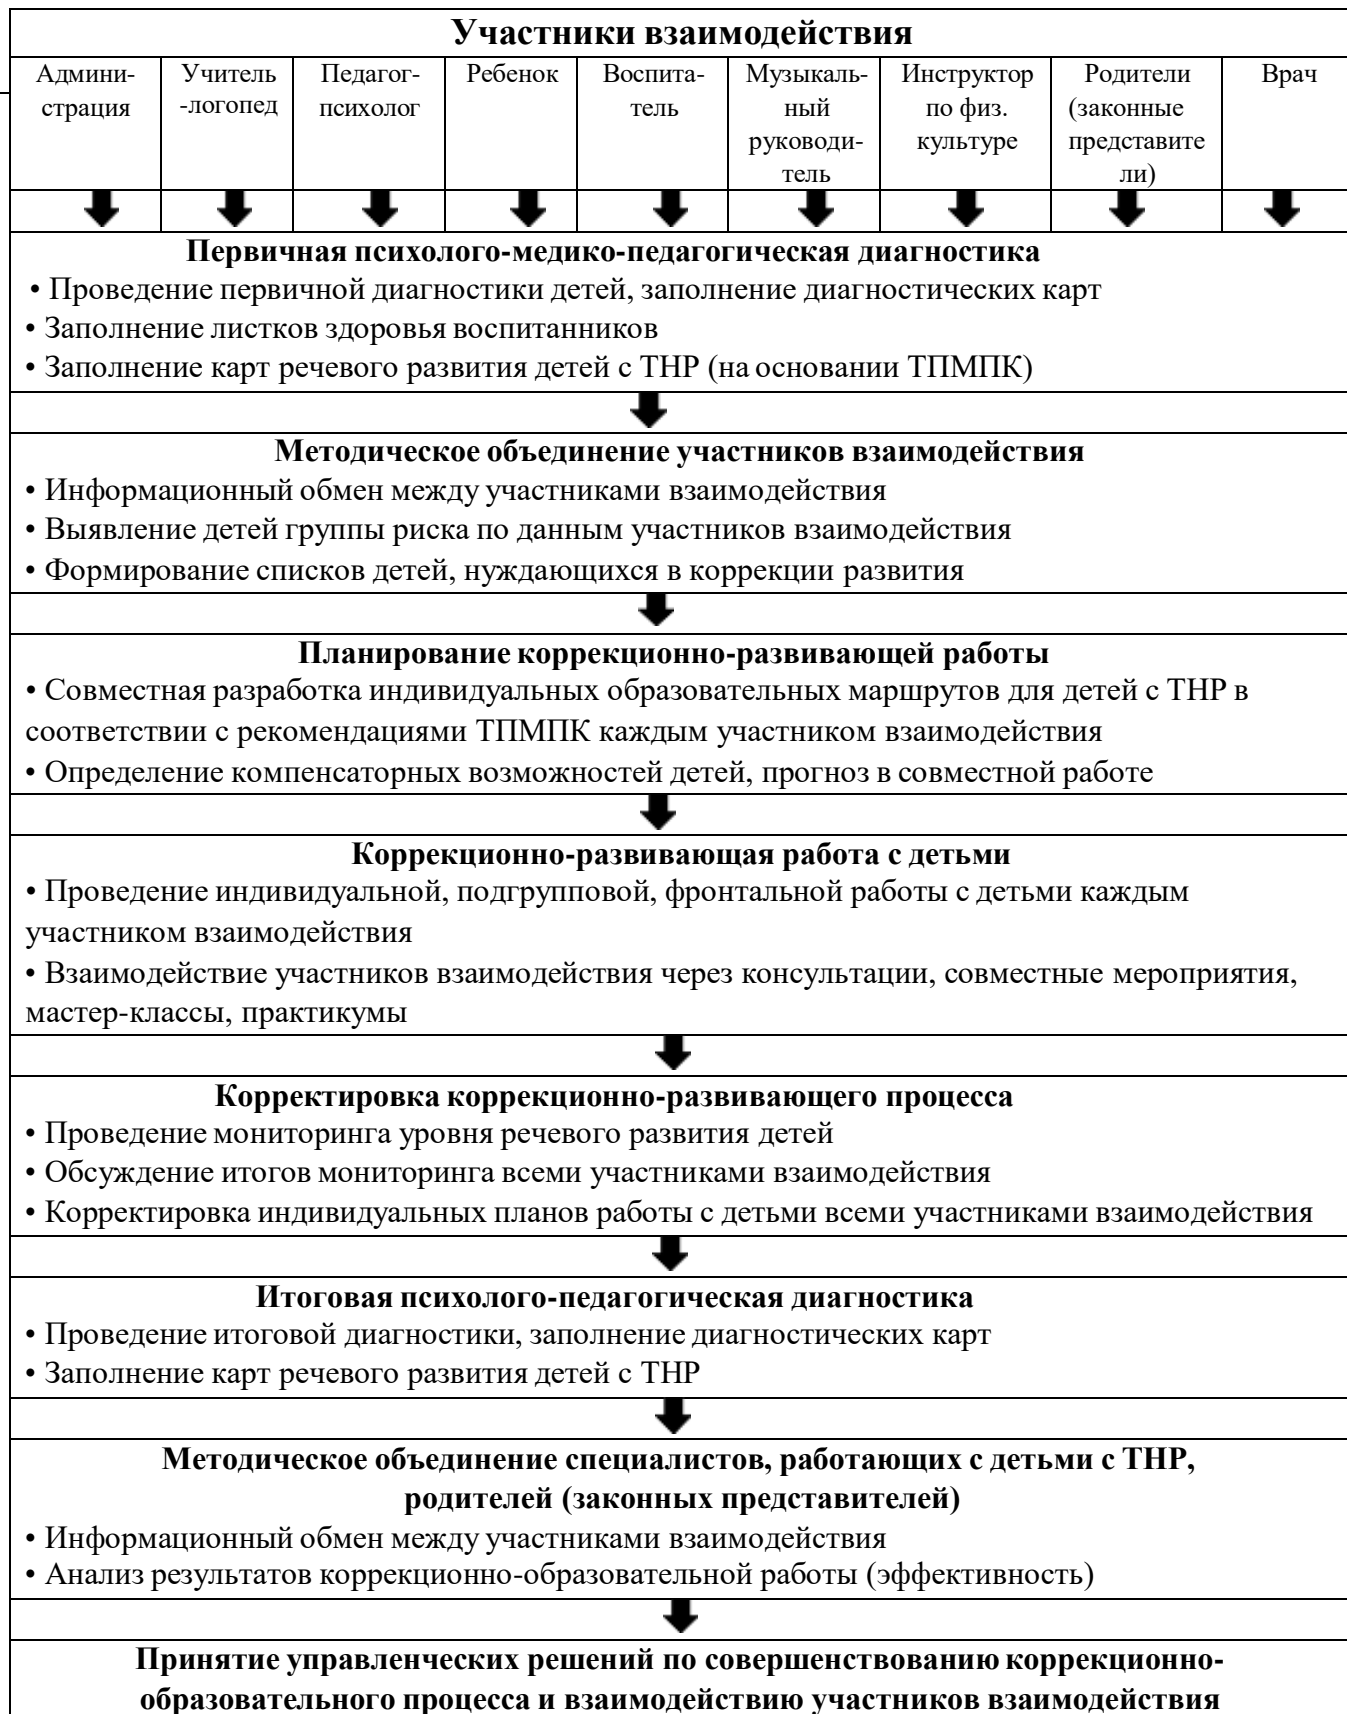 Участники взаимодействия
Админи-
страция
Учитель
-логопед
Педагог-
психолог
Ребенок
Воспита-
тель
Музыкаль-
ный
руководи-
тель
Инструктор
по физ.
культуре
Родители
(законные
представите
ли)
Врач
Первичная психолого-медико-педагогическая диагностика
• Проведение первичной диагностики детей, заполнение диагностических карт
• Заполнение листков здоровья воспитанников
• Заполнение карт речевого развития детей с ТНР (на основании ТПМПК)
Методическое объединение участников взаимодействия
• Информационный обмен между участниками взаимодействия
• Выявление детей группы риска по данным участников взаимодействия
• Формирование списков детей, нуждающихся в коррекции развития
Планирование коррекционно-развивающей работы
• Совместная разработка индивидуальных образовательных маршрутов для детей с ТНР в
соответствии с рекомендациями ТПМПК каждым участником взаимодействия
• Определение компенсаторных возможностей детей, прогноз в совместной работе
Коррекционно-развивающая работа с детьми
• Проведение индивидуальной, подгрупповой, фронтальной работы с детьми каждым
участником взаимодействия
• Взаимодействие участников взаимодействия через консультации, совместные мероприятия,
мастер-классы, практикумы
Корректировка коррекционно-развивающего процесса
• Проведение мониторинга уровня речевого развития детей
• Обсуждение итогов мониторинга всеми участниками взаимодействия
• Корректировка индивидуальных планов работы с детьми всеми участниками взаимодействия
Итоговая психолого-педагогическая диагностика
• Проведение итоговой диагностики, заполнение диагностических карт
• Заполнение карт речевого развития детей с ТНР
Методическое объединение специалистов, работающих с детьми с ТНР,
родителей (законных представителей)
• Информационный обмен между участниками взаимодействия
• Анализ результатов коррекционно-образовательной работы (эффективность)
Принятие управленческих решений по совершенствованию коррекционно-
образовательного процесса и взаимодействию участников взаимодействия